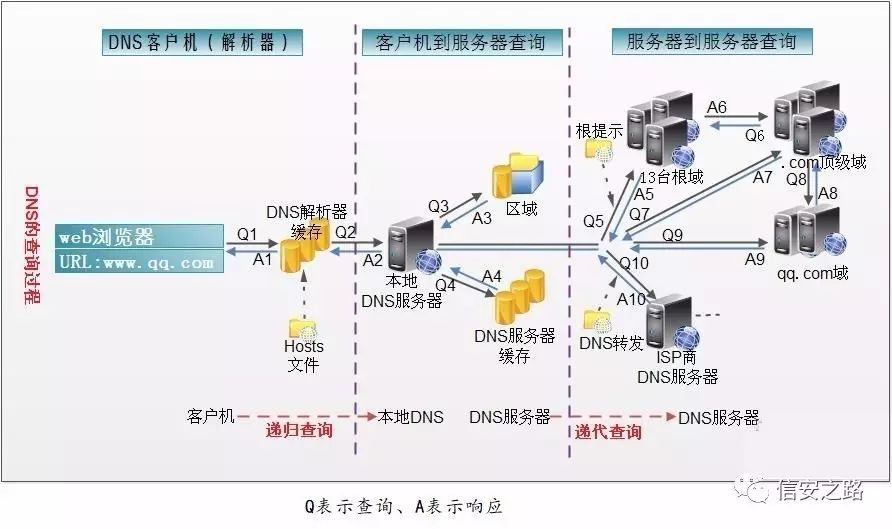 DNS客户机（解析器）
客户机到服务器查询
服务器到服务器查询
DNS的查询过程
web浏览器
URL:www.qq.com
Q1
A1
DNS解析器
缓存
Hosts
文件
Q2
A2
本地
DNS服务器
Q3
A3
区域
Q4
A4
DNS服务器
缓存
根提示
13台根域
Q5
A5
A6
Q6
.com顶级域
Q7
A7
Q8
A8
Q9
A9
qq.com域
Q10
A10
DNS转发
ISP商
DNS服务器
客户机
递归查询
本地DNS
DNS服务器
递代查询
DNS服务器
信安之路
Q表示查询、A表示响应